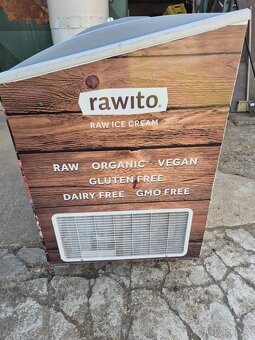 rawito®
RAW ICE CREAM
RAW ORGANIC VEGAN
GLUTEN FREE
DAIRY FREE GMO FREE